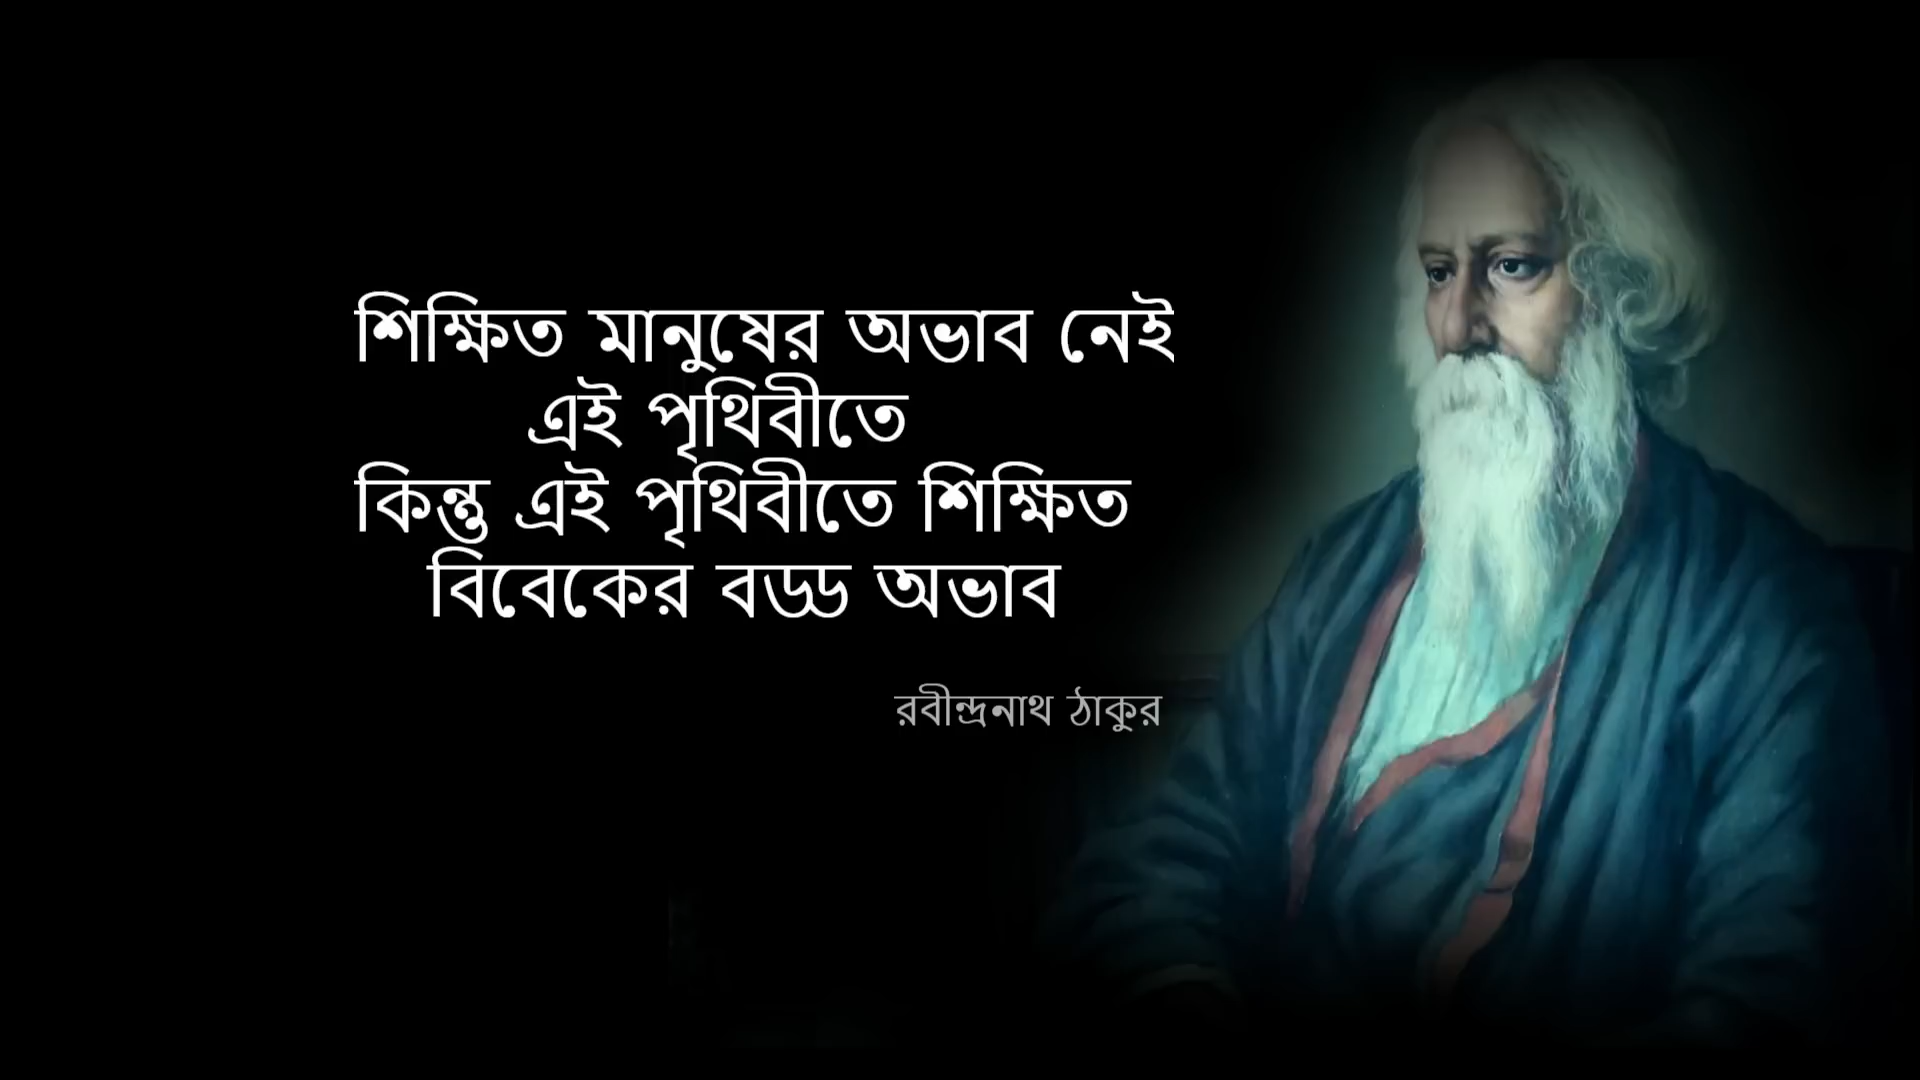 শিক্ষিত মানুষের অভাব নেই
এই পৃথিবীতে
কিন্তু এই পৃথিবীতে শিক্ষিত
বিবেকের বড্ড অভাব
রবীন্দ্রনাথ ঠাকুর